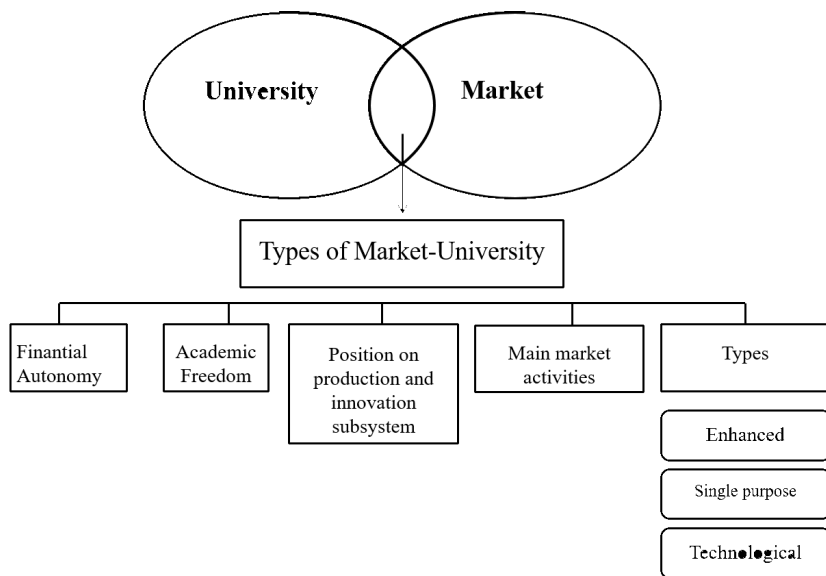 University
Market
Types of Market-University
Finantial
Autonomy
Academic
Freedom
Position on
production and
innovation
subsystem
Main market
activities
Types
Enhanced
Single purpose
Technological